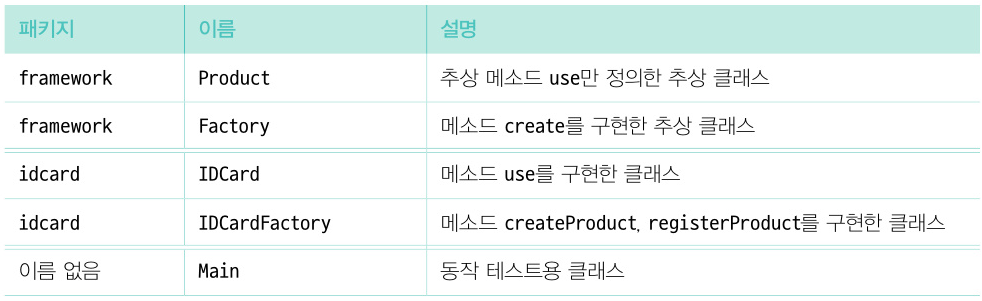 패키지 이름 설명
framework Product 추상 메소드 use만 정의한 추상 클래스
framework Factory 메소드 create를 구현한 추상 클래스
idcard IDCard 메소드 use를 구현한 클래스
idcard IDCardFactory 메소드 createProduct, registerProduct를 구현한 클래스
이름 없음 Main 동작 테스트용 클래스